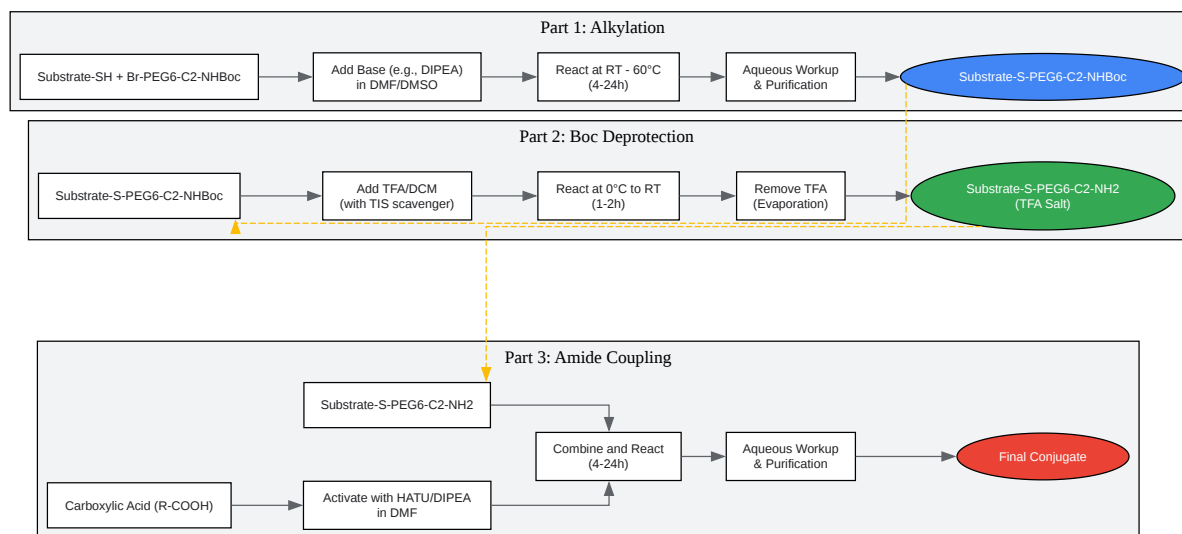 Part 1: Alkylation
Substrate-SH + Br-PEG6-C2-NHBoc
Add Base (e.g., DIPEA)
in DMF/DMSO
React at RT - 60°C
(4-24h)
Aqueous Workup
& Purification
Substrate-S-PEG6-C2-NHBoc
Part 2: Boc Deprotection
Substrate-S-PEG6-C2-NHBoc
Add TFA/DCM
(with TIS scavenger)
React at 0°C to RT
(1-2h)
Remove TFA
(Evaporation)
Substrate-S-PEG6-C2-NH2
(TFA Salt)
Part 3: Amide Coupling
Substrate-S-PEG6-C2-NH2
Carboxylic Acid (R-COOH)
Activate with HATU/DIPEA
in DMF
Combine and React
(4-24h)
Aqueous Workup
& Purification
Final Conjugate